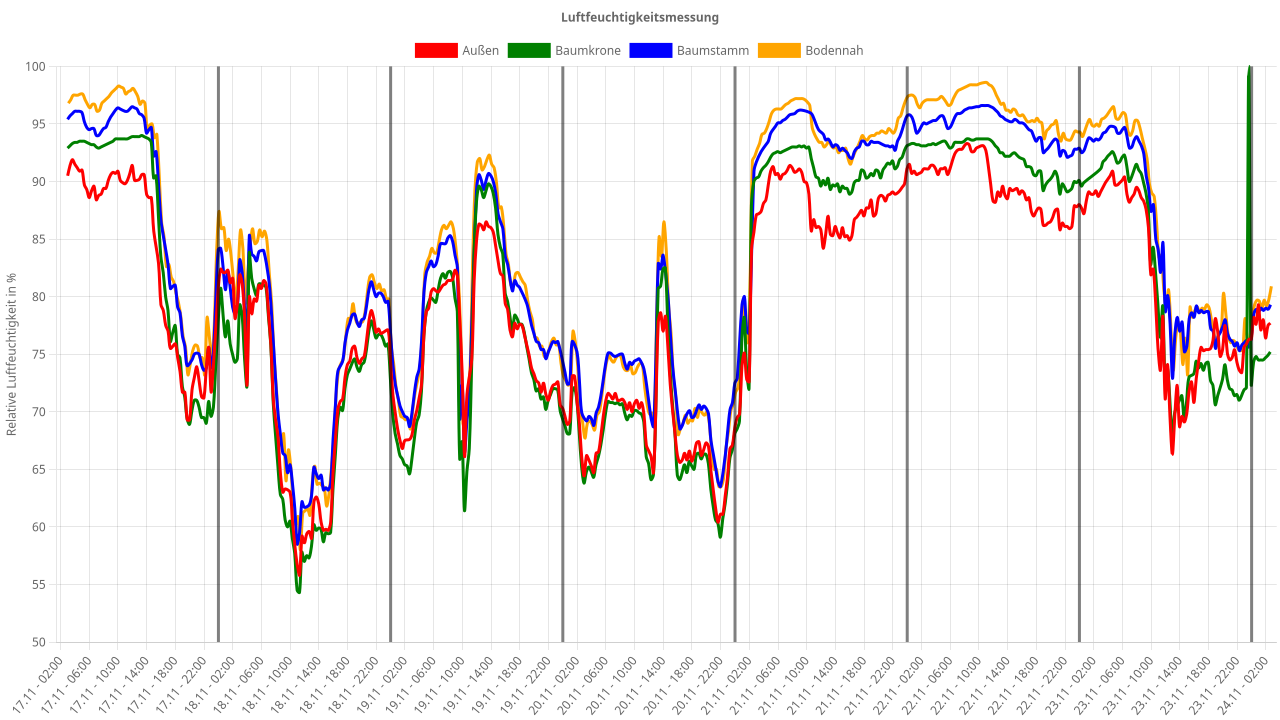 Luftfeuchtigkeitsmessung
Außen Baumkrone Baumstamm Bodennah
Relative Luftfeuchtigkeit in %
100
95
90
85
80
75
70
65
60
55
50
17.11 - 02:00
17.11 - 06:00
17.11 - 10:00
17.11 - 14:00
17.11 - 18:00
17.11 - 22:00
18.11 - 02:00
18.11 - 06:00
18.11 - 10:00
18.11 - 14:00
18.11 - 18:00
18.11 - 22:00
19.11 - 02:00
19.11 - 06:00
19.11 - 10:00
19.11 - 14:00
19.11 - 18:00
19.11 - 22:00
20.11 - 02:00
20.11 - 06:00
20.11 - 10:00
20.11 - 14:00
20.11 - 18:00
20.11 - 22:00
21.11 - 02:00
21.11 - 06:00
21.11 - 10:00
21.11 - 14:00
21.11 - 18:00
21.11 - 22:00
22.11 - 02:00
22.11 - 06:00
22.11 - 10:00
22.11 - 14:00
22.11 - 18:00
22.11 - 22:00
23.11 - 02:00
23.11 - 06:00
23.11 - 10:00
23.11 - 14:00
23.11 - 18:00
23.11 - 22:00
24.11 - 02:00